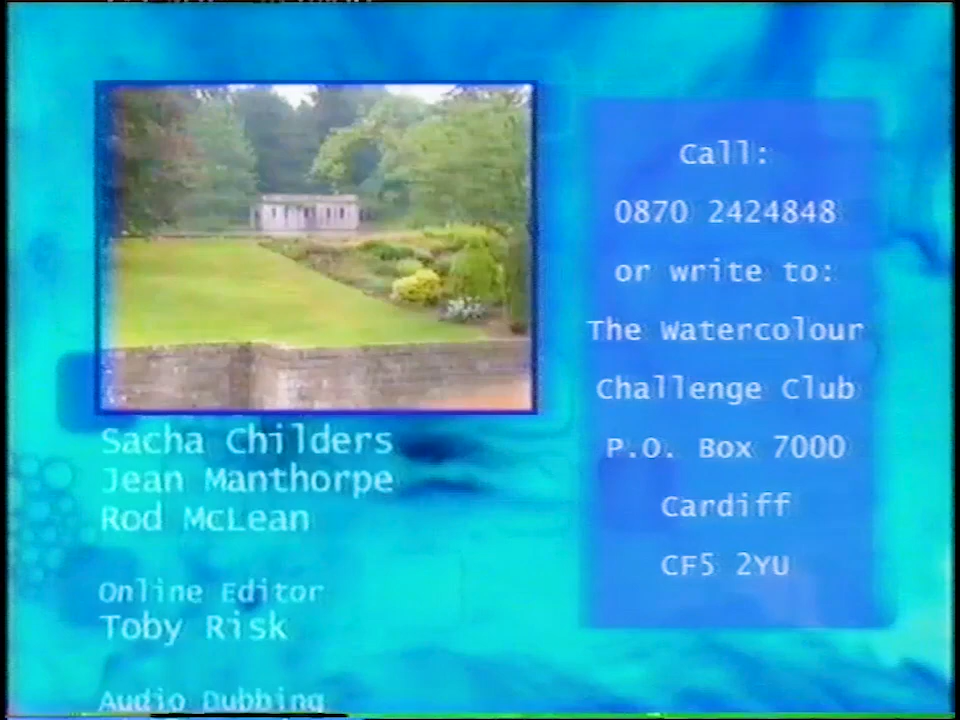 Call:
0870 2424848
or write to:
The Watercolour
Challenge Club
P.O. Box 7000
Cardiff
CF5 2YU
Sacha Childers
Jean Manthorpe
Rod McLean
Online Editor
Toby Risk
Audio Dubbing